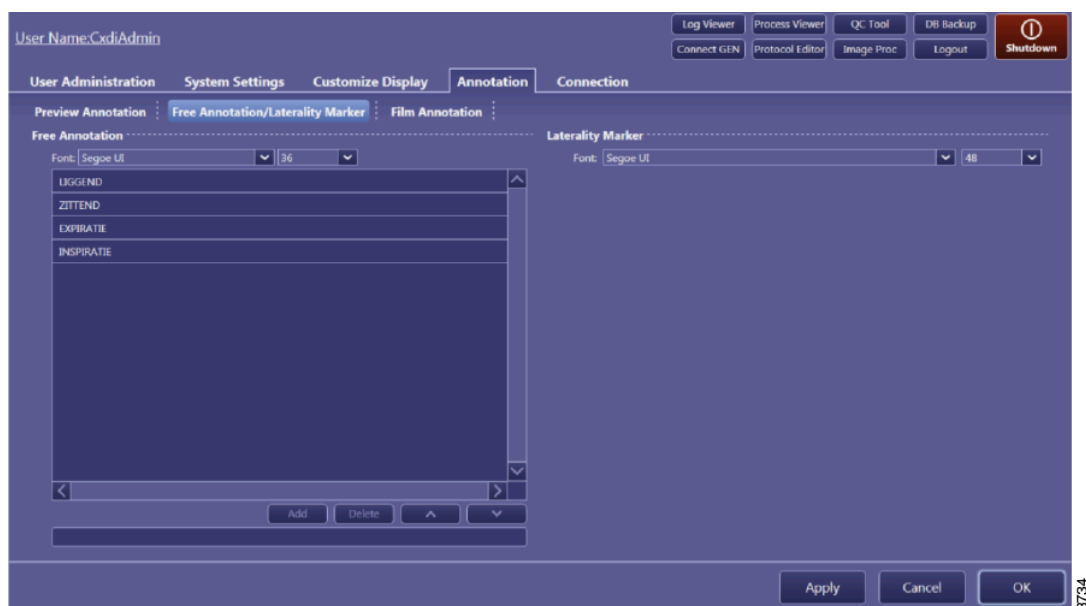 User Name:CxdiAdmin
Log Viewer Process Viewer QC Tool DB Backup
Connect GEN Protocol Editor Image Proc Logout
Shutdown
User Administration System Settings Customize Display Annotation Connection
Preview Annotation Free Annotation/Laterality Marker Film Annotation
Free Annotation
Font: Segoe UI 36
LIGGEND
ZITTEND
EXPIRATIE
INSPIRATIE
Add Delete
Laterality Marker
Font: Segoe UI 48
Apply Cancel OK